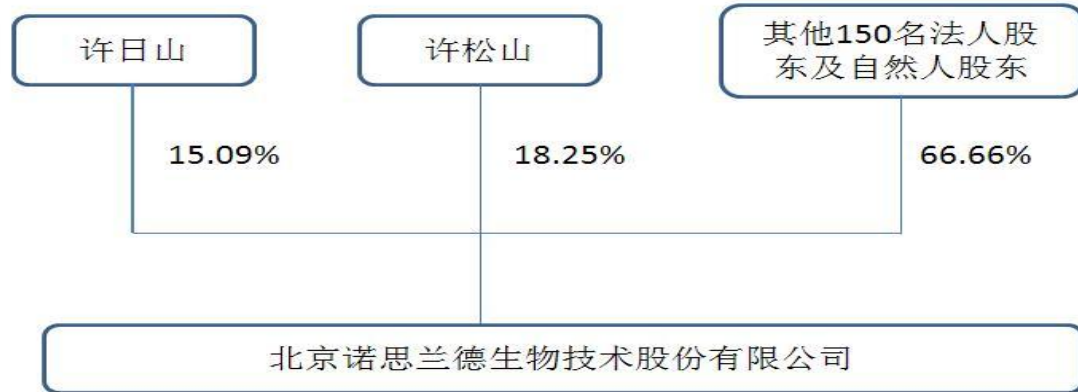 许日山
许松山
其他150名法人股
东及自然人股东
15.09%
18.25%
66.66%
北京诺思兰德生物技术股份有限公司